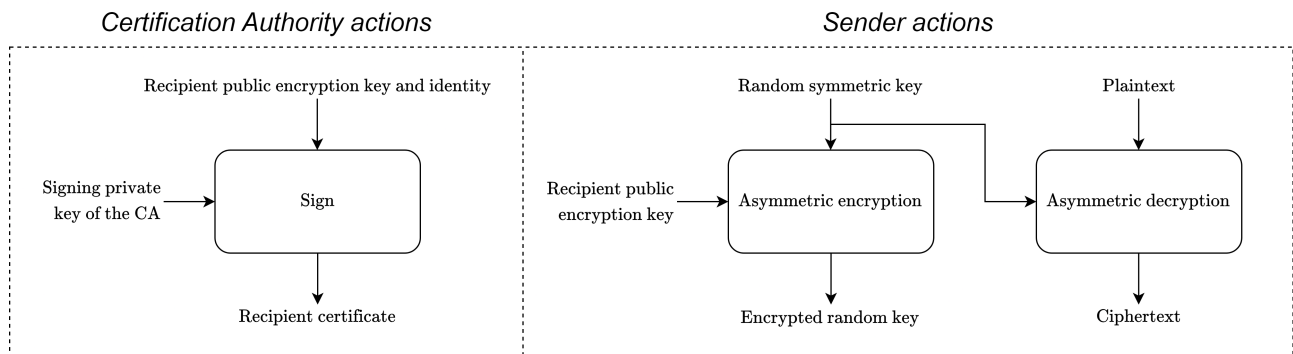 Certification Authority actions
Sender actions
Recipient public encryption key and identity
Random symmetric key
Plaintext
Signing private
key of the CA
Sign
Recipient public
encryption key
Asymmetric encryption
Asymmetric decryption
Recipient certificate
Encrypted random key
Ciphertext